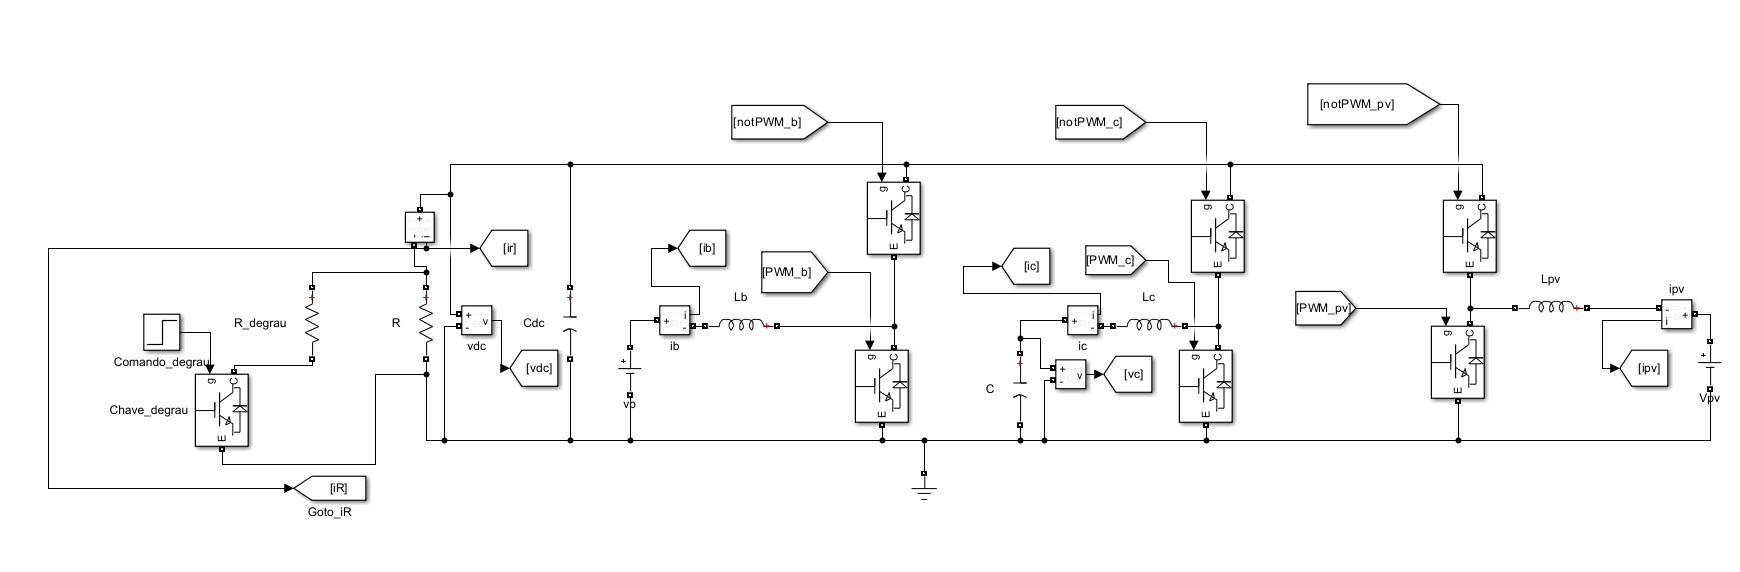 [notPWM_b]
[notPWM_c]
[notPWM_pv]
g
C
E
g
C
E
g
C
E
+
-
i
[ir]
[ib]
[PWM_b]
[ic]
[PWM_c]
[PWM_pv]
Lb
Lc
Lpv
ipv
R_degrau
R
+
-
v
vdc
Cdc
i
+
-
ib
i
+
-
ic
-
+
i
Comando_degrau
[vdc]
+
vb
C
+
-
v
[vc]
[ipv]
+
Vpv
g
C
E
g
C
E
g
C
E
g
C
E
Chave_degrau
[iR]
Goto_iR